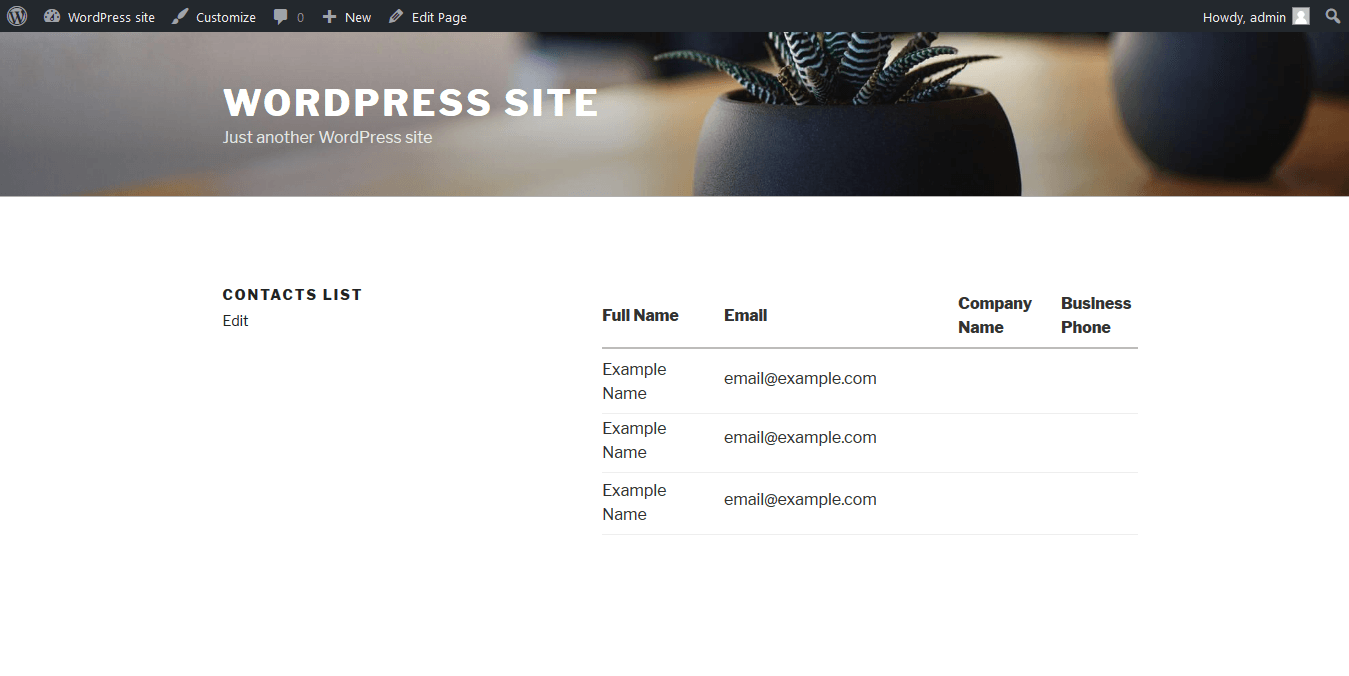 WordPress site Customize 0 New Edit Page Howdy, admin
WORDPRESS SITE
Just another WordPress site
CONTACTS LIST
Edit
Full Name Email Company Name Business Phone
Example Name email@example.com
Example Name email@example.com
Example Name email@example.com